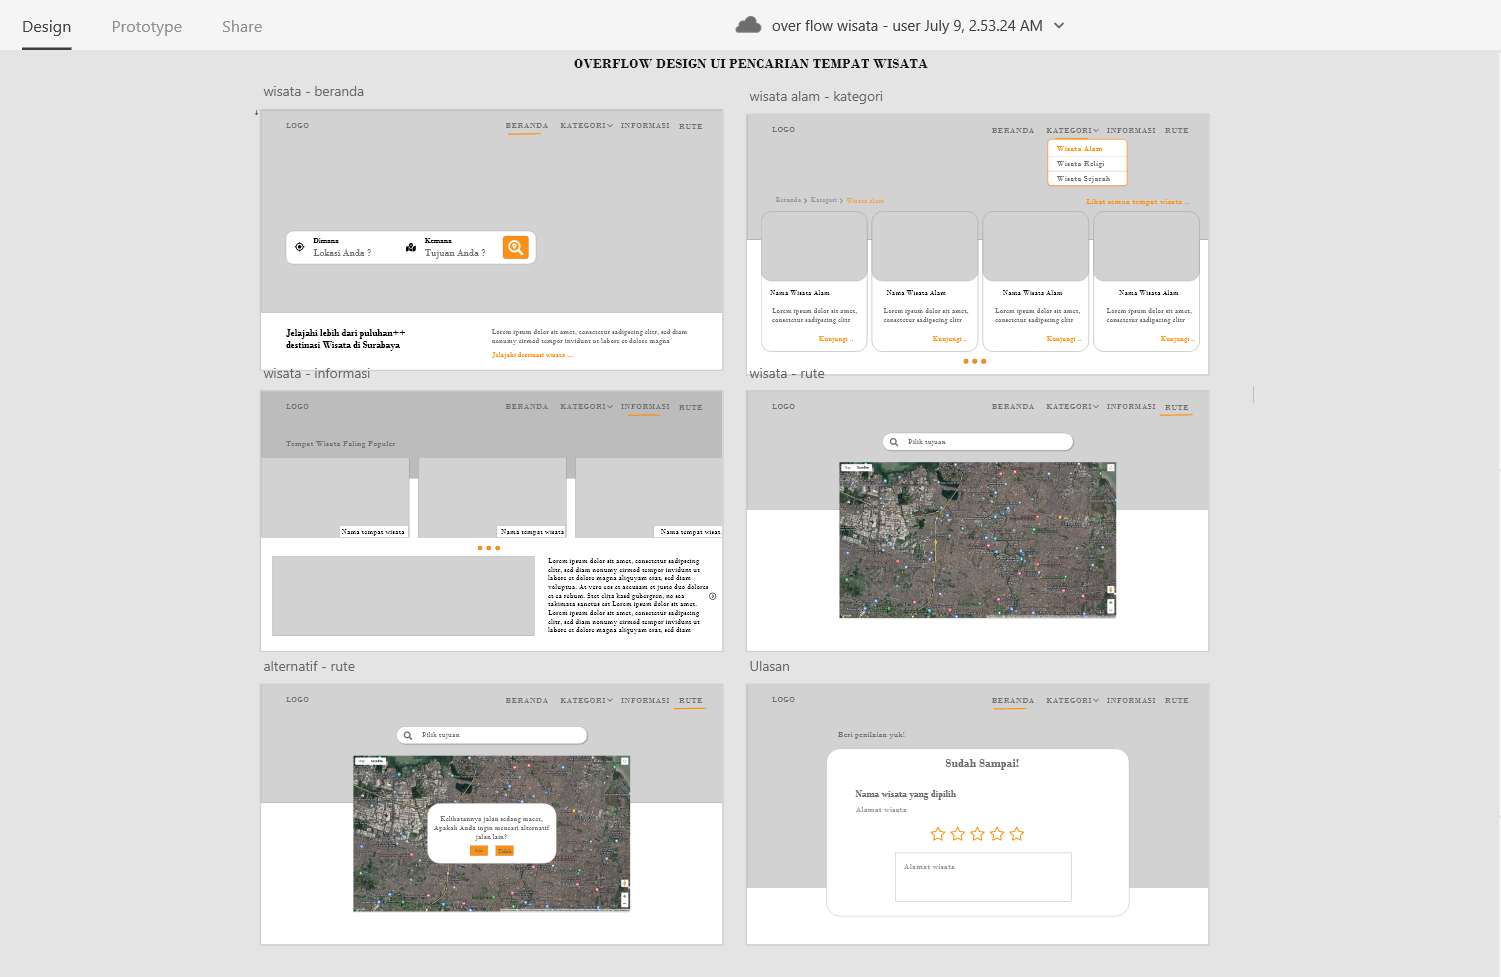 Design
Prototype
Share
over flow wisata - user July 9, 2.53.24 AM
OVERFLOW DESIGN UI PENCARIAN TEMPAT WISATA
wisata - beranda
LOGO
BERANDA
KATEGORI
INFORMASI
RUTE
Dimana
Lokasi Anda ?
Kemana
Tujuan Anda ?
Jelajahi lebih dari puluhan++
destinasi Wisata di Surabaya
Lorem ipsum dolor sit amet, consetetur sadipscing elitr, sed diam
nonumy eirmod tempor invidunt ut labore et dolore magna
Jelajahi destinasi wisata ...
wisata alam - kategori
LOGO
BERANDA
KATEGORI
INFORMASI
RUTE
Wisata Alam
Wisata Religi
Wisata Sejarah
Beranda
Kategori
Wisata alam
Lihat semua tempat wisata ...
Nama Wisata Alam
Lorem ipsum dolor sit amet,
consetetur sadipscing elitr
Kunjungi ...
Nama Wisata Alam
Lorem ipsum dolor sit amet,
consetetur sadipscing elitr
Kunjungi ...
Nama Wisata Alam
Lorem ipsum dolor sit amet,
consetetur sadipscing elitr
Kunjungi ...
Nama Wisata Alam
Lorem ipsum dolor sit amet,
consetetur sadipscing elitr
Kunjungi ...
wisata - informasi
LOGO
BERANDA
KATEGORI
INFORMASI
RUTE
Tempat Wisata Paling Populer
Nama tempat wisata
Nama tempat wisata
Nama tempat wisat
Lorem ipsum dolor sit amet, consetetur sadipscing
elitr, sed diam nonumy eirmod tempor invidunt ut
labore et dolore magna aliquyam erat, sed diam
voluptua. At vero eos et accusam et justo duo dolores
et ea rebum. Stet clita kasd gubergren, no sea
takimata sanctus est Lorem ipsum dolor sit amet.
Lorem ipsum dolor sit amet, consetetur sadipscing
elitr, sed diam nonumy eirmod tempor invidunt ut
labore et dolore magna aliquyam erat, sed diam
wisata - rute
LOGO
BERANDA
KATEGORI
INFORMASI
RUTE
Pilih tujuan
Map
Satellite
alternatif - rute
LOGO
BERANDA
KATEGORI
INFORMASI
RUTE
Pilih tujuan
Map
Satellite
Kelihatannya jalan sedang macet,
Apakah Anda ingin mencari alternatif
jalan lain?
Ulasan
LOGO
BERANDA
KATEGORI
INFORMASI
RUTE
Beri penilaian yuk!
Sudah Sampai!
Nama wisata yang dipilih
Alamat wisata
Alamat wisata